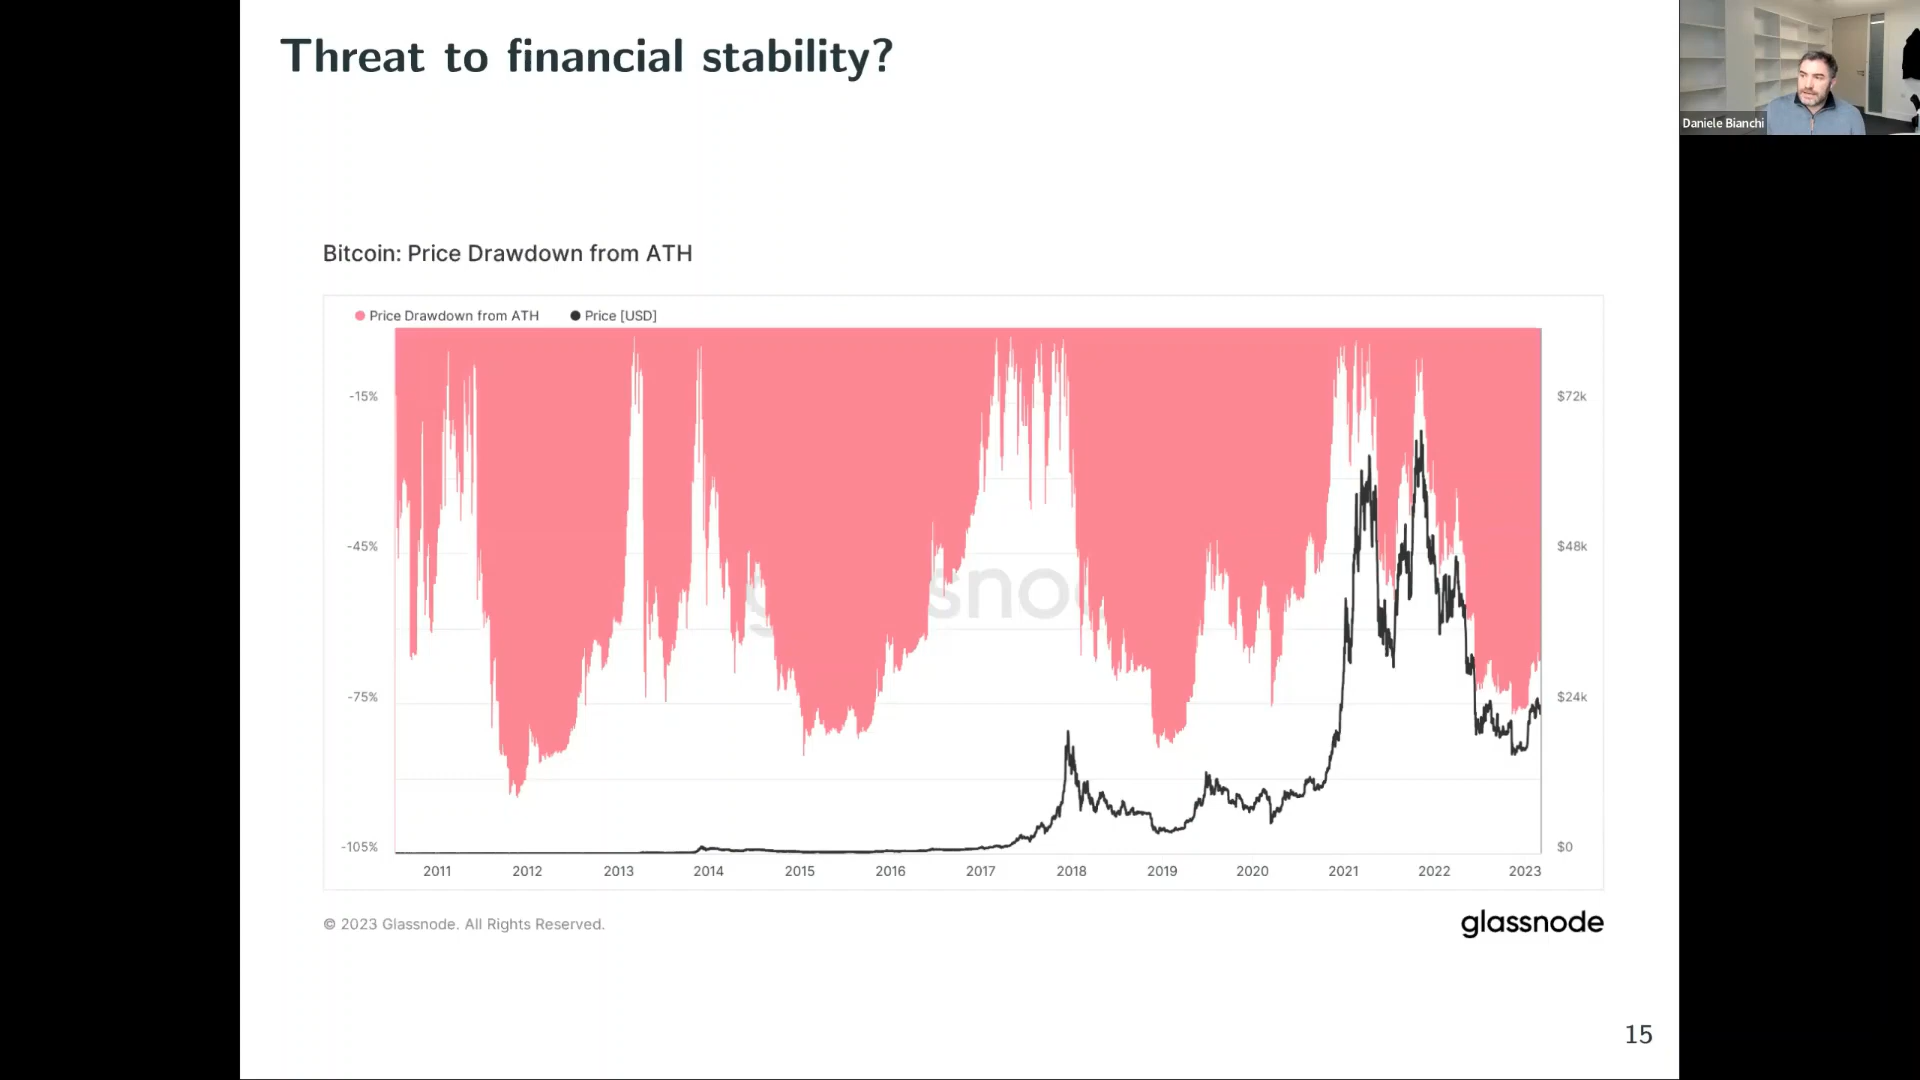 Threat to financial stability?
Daniele Bianchi
Bitcoin: Price Drawdown from ATH
Price Drawdown from ATH
Price [USD]
-15%
$72k
-45%
$48k
snod
-75%
$24k
-105%
$0
2011
2012
2013
2014
2015
2016
2017
2018
2019
2020
2021
2022
2023
© 2023 Glassnode. All Rights Reserved.
glassnode
15